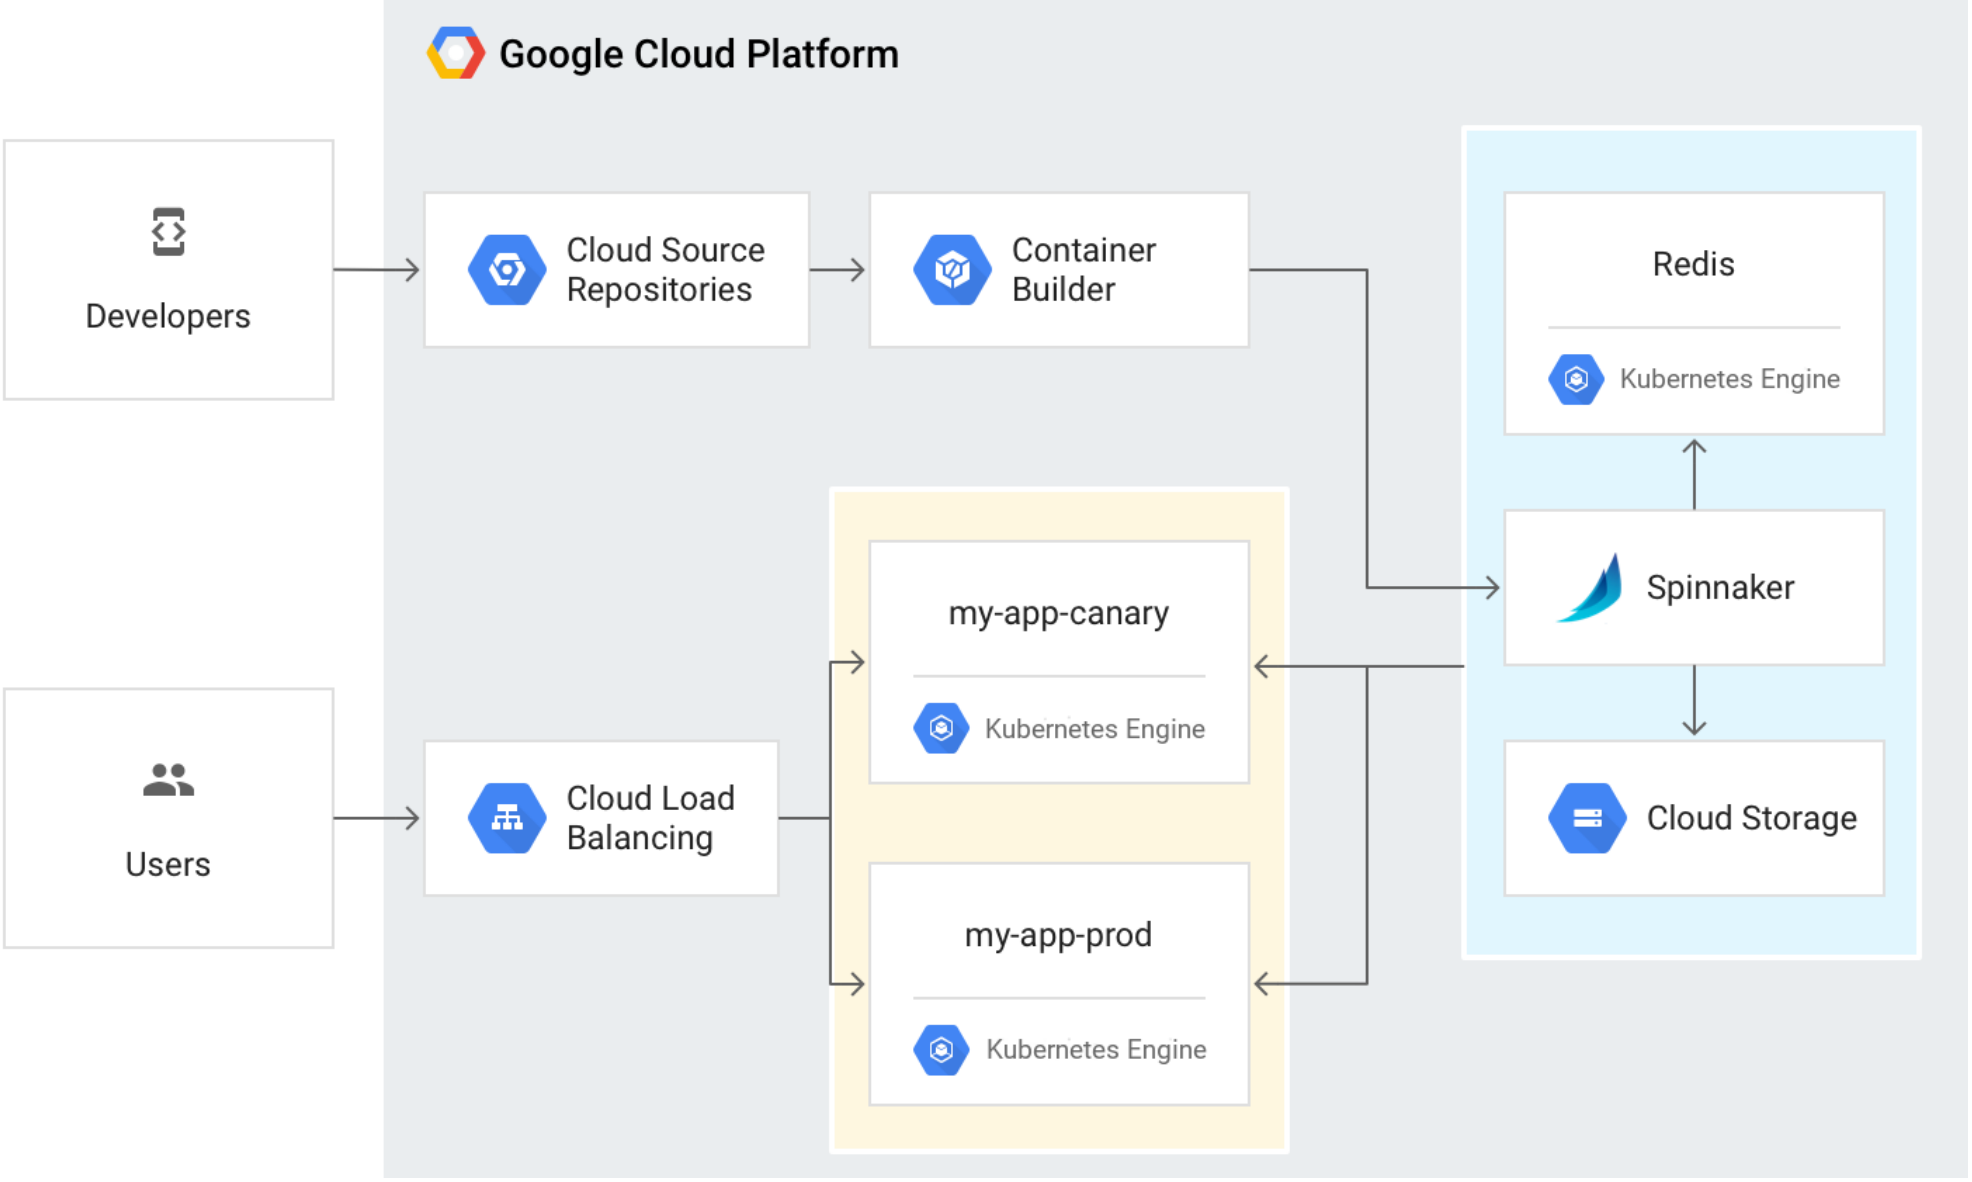 Google Cloud Platform
Developers
Cloud Source
Repositories
Container
Builder
Redis
Kubernetes Engine
Spinnaker
Cloud Storage
my-app-canary
Kubernetes Engine
my-app-prod
Kubernetes Engine
Users
Cloud Load
Balancing